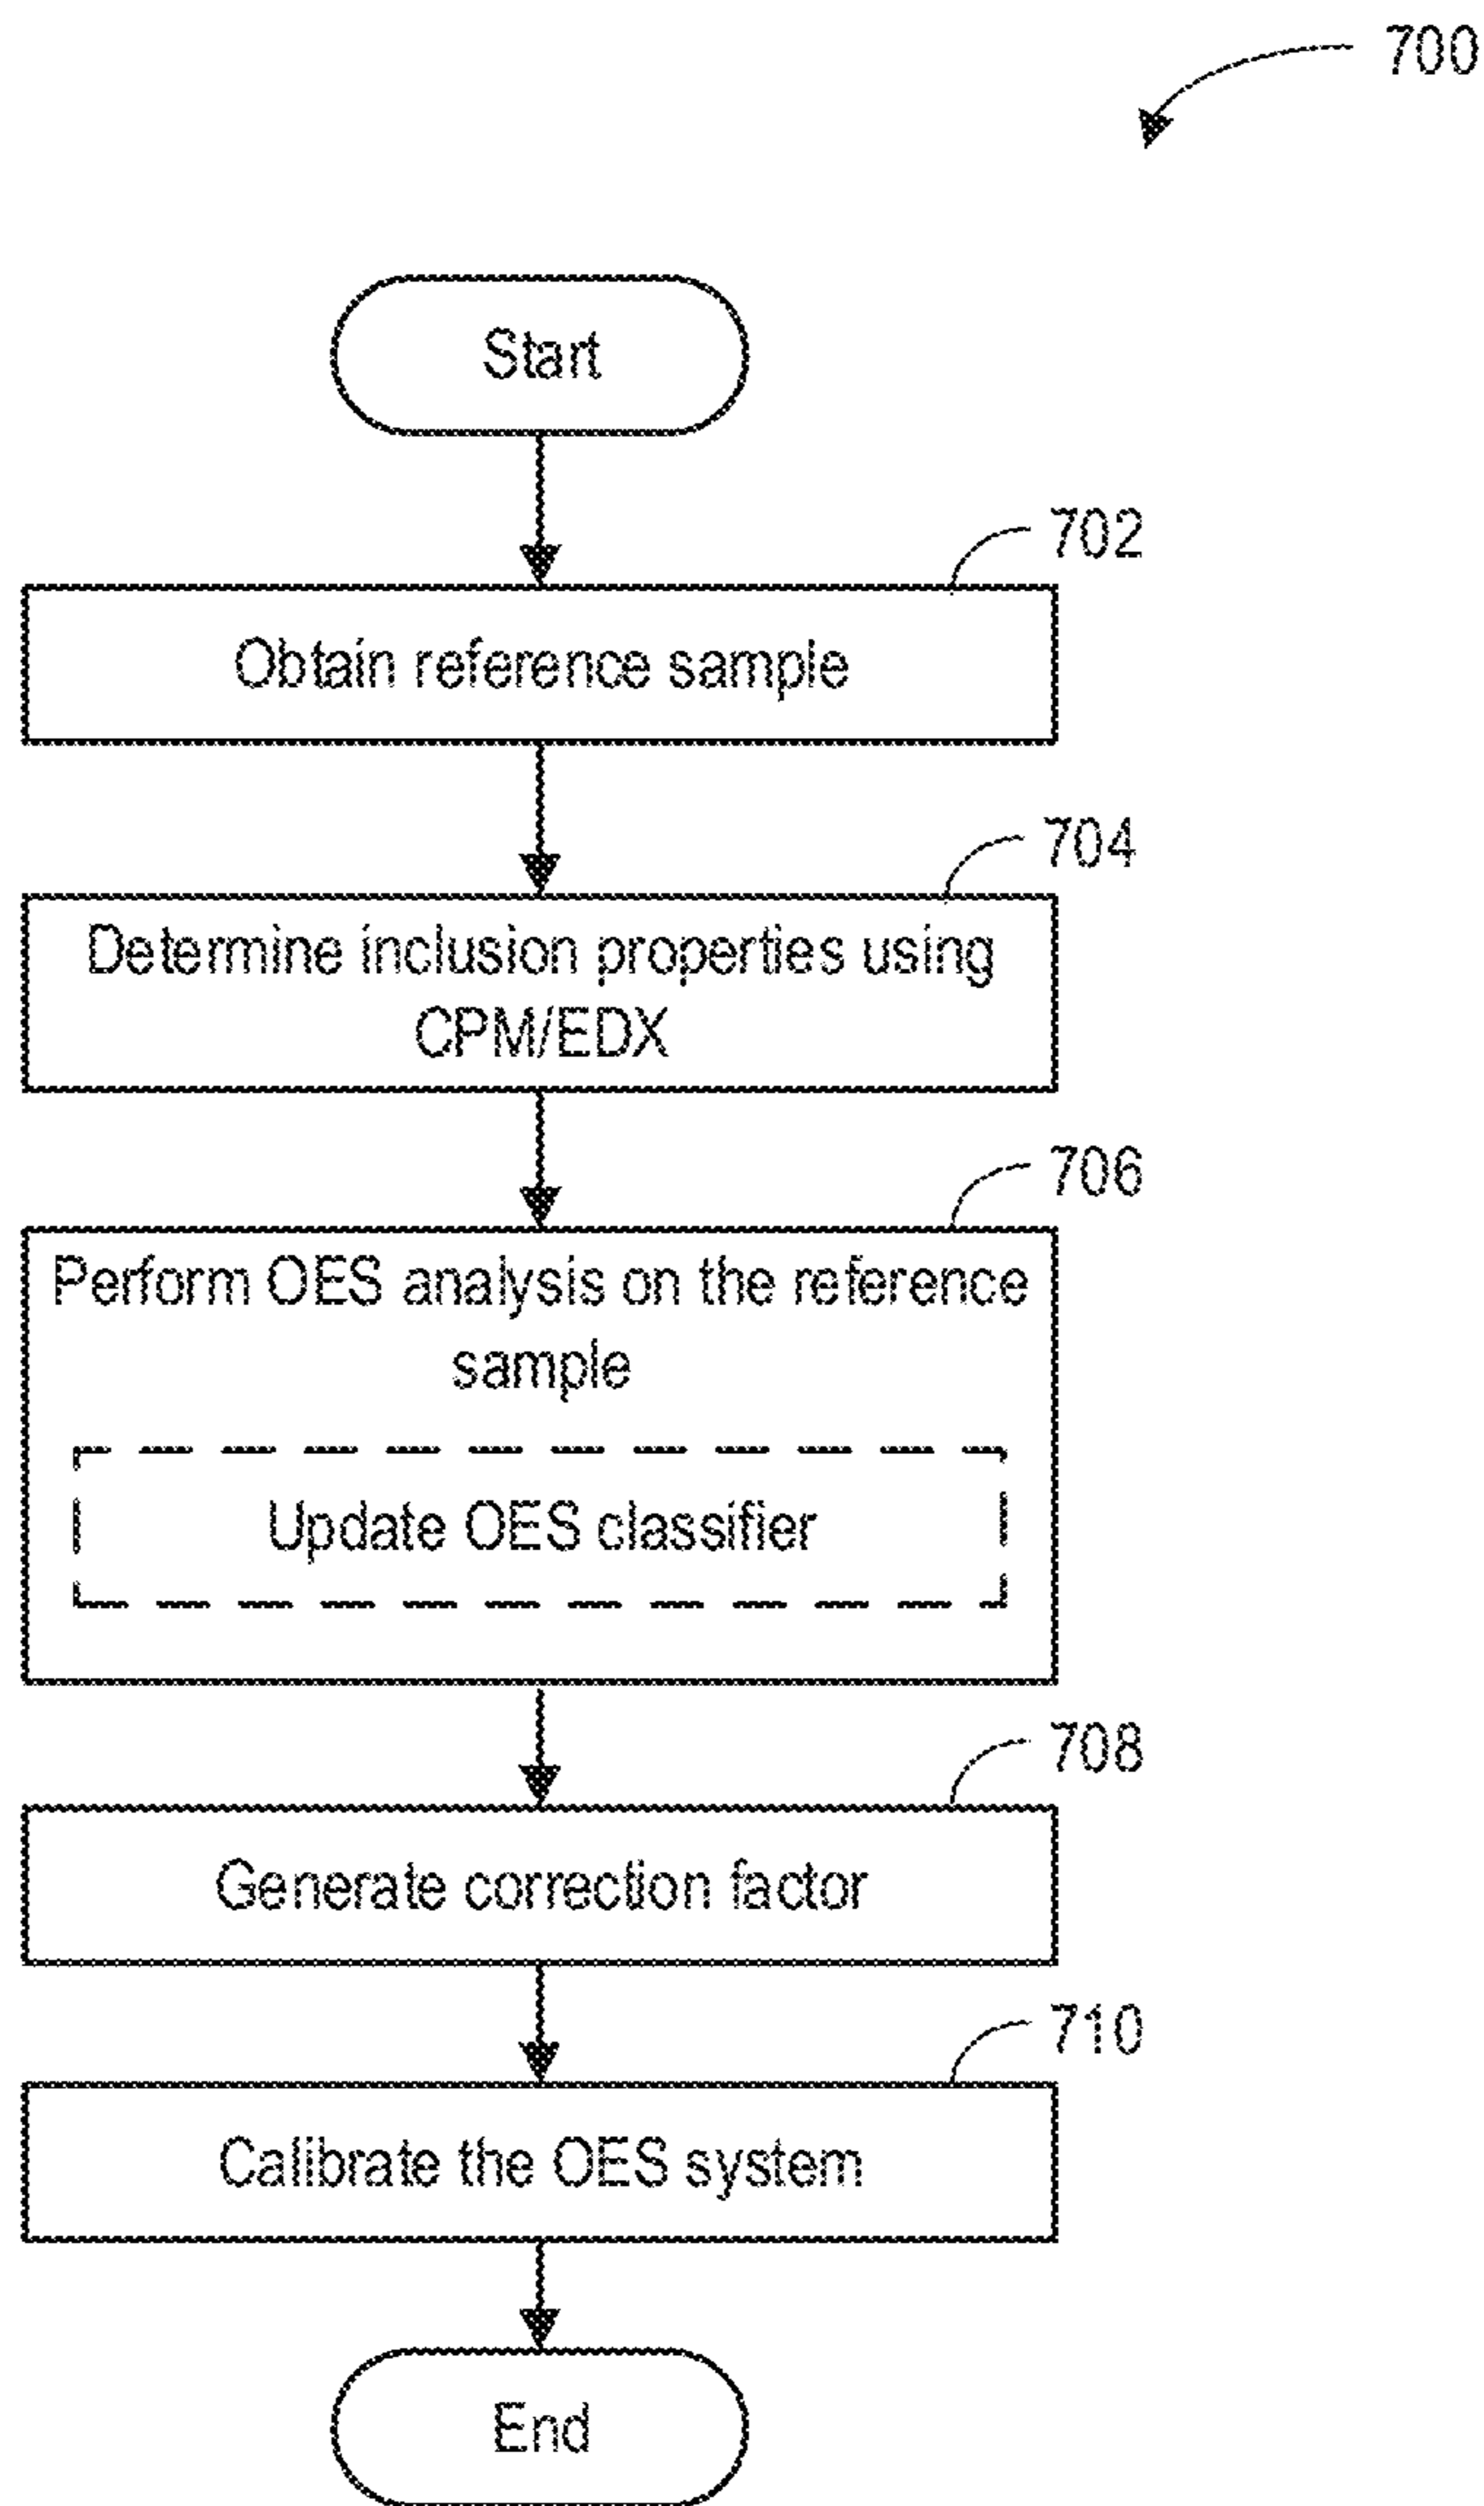 700
Start
702
Obtain reference sample
704
Determine inclusion properties using
CPM/EDX
706
Perform OES analysis on the reference
sample
Update OES classifier
708
Generate correction factor
710
Calibrate the OES system
End